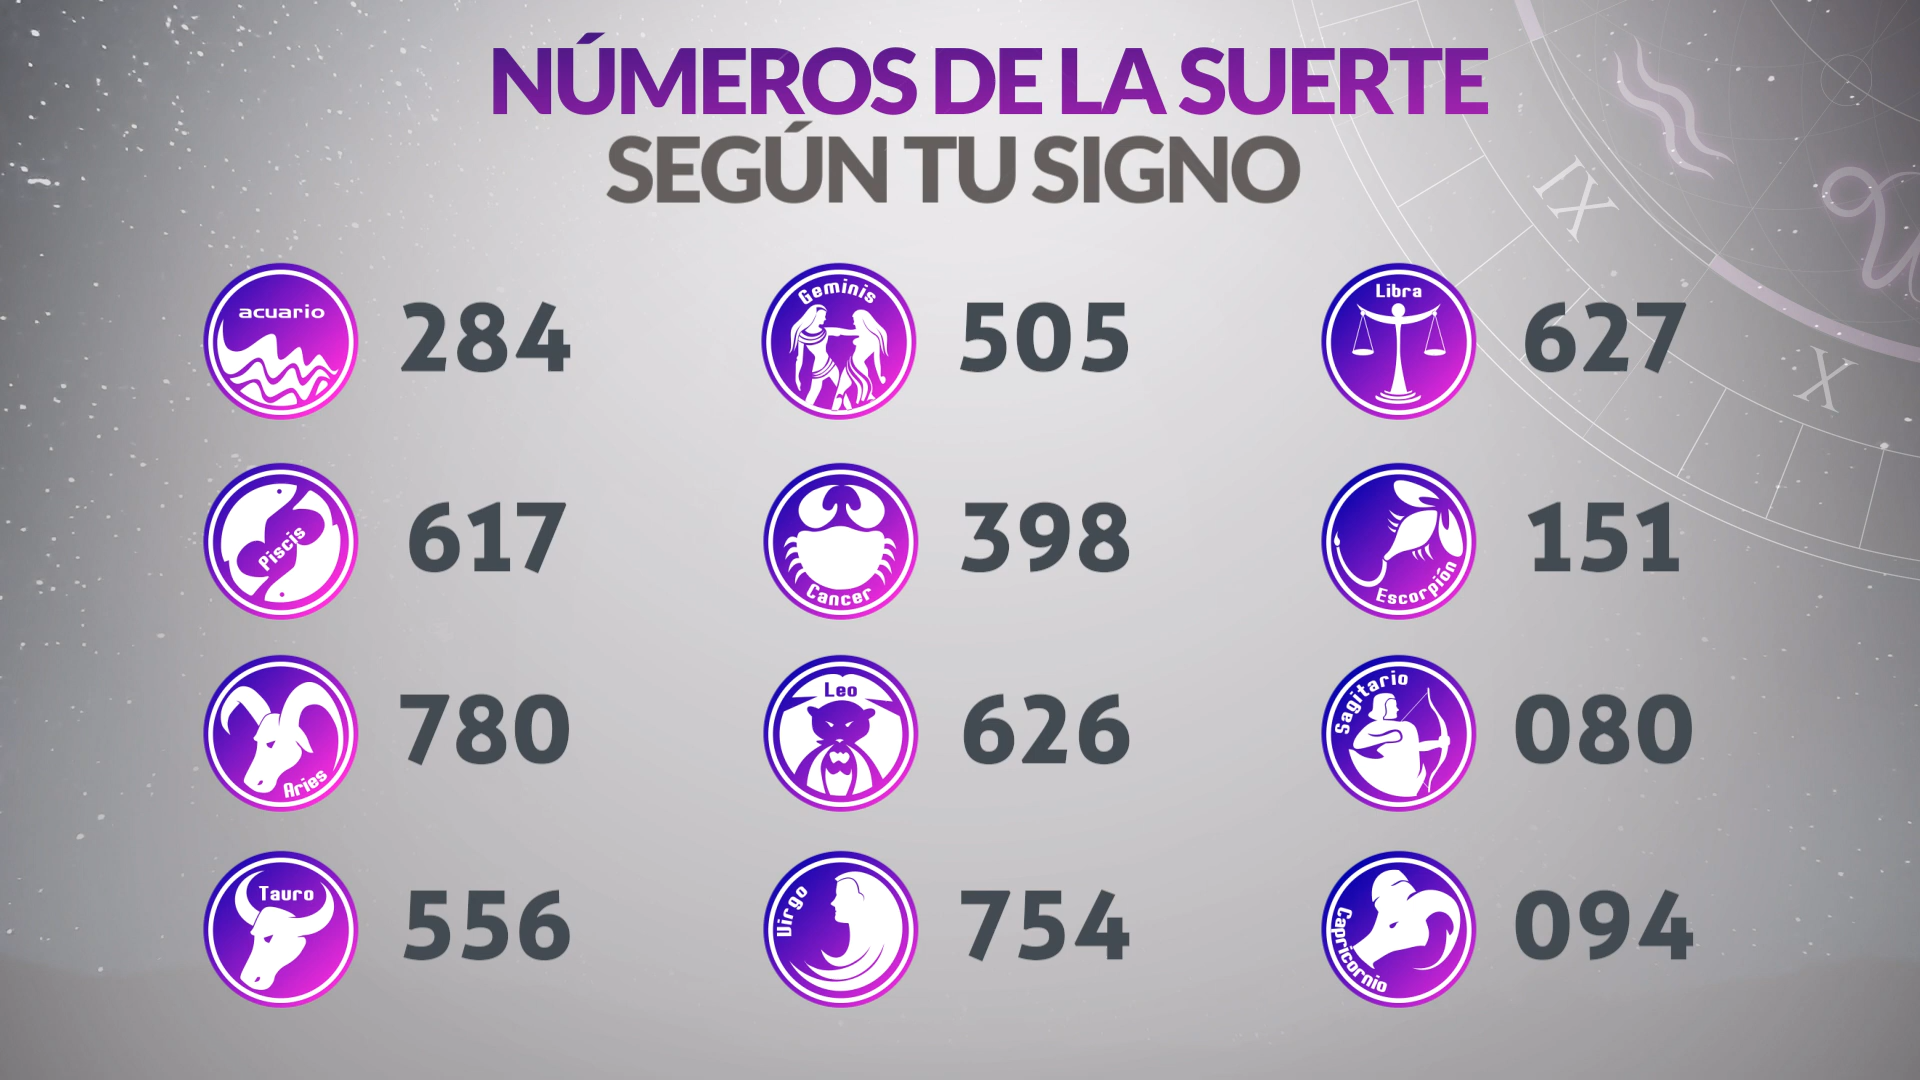 NÚMEROS DE LA SUERTE
SEGÚN TU SIGNO
acuario 284
Geminis 505
Libra 627
Piscis 617
Cancer 398
Escorpión 151
Aries 780
Leo 626
Sagitario 080
Tauro 556
Virgo 754
Capricornio 094
IX
X